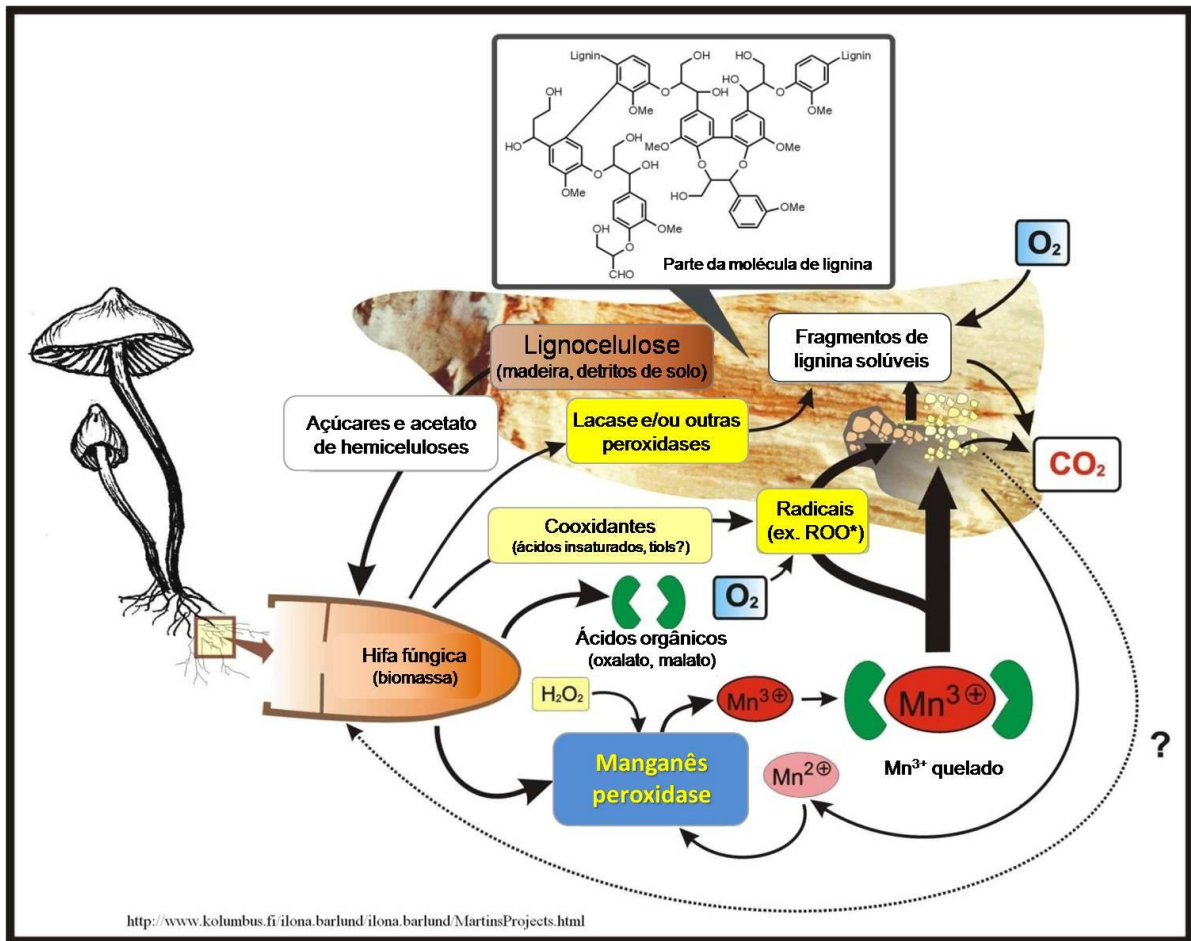 Lignin
OH
HO
Lignin
HO
O
OH
O
OH
OMe
OMe
OH
HO
MeO
OMe
OH
O
OH
O
O
OMe
HO
OH
OMe
OMe
O
CHO
Parte da molécula de lignina
O₂
Lignocelulose
(madeira, detritos de solo)
Fragmentos de
lignina solúveis
Açúcares e acetato
de hemiceluloses
Lacase e/ou outras
peroxidases
CO₂
Cooxidantes
(ácidos insaturados, tiols?)
Radicais
(ex. ROO*)
O₂
Ácidos orgânicos
(oxalato, malato)
Hifa fúngica
(biomassa)
H₂O₂
Mn³⊕
Mn³⊕
Mn³⁺ quelado
?
Manganês
peroxidase
Mn²⊕
http://www.kolumbus.fi/ilona.barlund/ilona.barlund/MartinsProjects.html